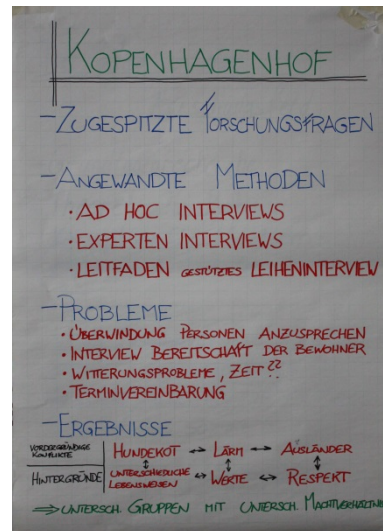 KOPENHAGENHOF
- ZUGESPITZTE FORSCHUNGSFRAGEN
- ANGEWANDTE METHODEN
• AD HOC INTERVIEWS
• EXPERTEN INTERVIEWS
• LEITFADEN GESTÜTZTES LEIHENINTERVIEW
- PROBLEME
• ÜBERWINDUNG PERSONEN ANZUSPRECHEN
• INTERVIEW BEREITSCHAFT DER BEWOHNER
• WITTERUNGSPROBLEME, ZEIT ??
• TERMINVEREINBARUNG
- ERGEBNISSE
VORDERGRÜNDIGE KONFLIKTE | HUNDEKOT ↔ LÄRM ↔ AUSLÄNDER
HINTERGRÜNDE | UNTERSCHIEDLICHE LEBENSWEISEN ↔ WERTE ↔ RESPEKT
⇒ UNTERSCH. GRUPPEN MIT UNTERSCH. MACHTVERHÄLTNI